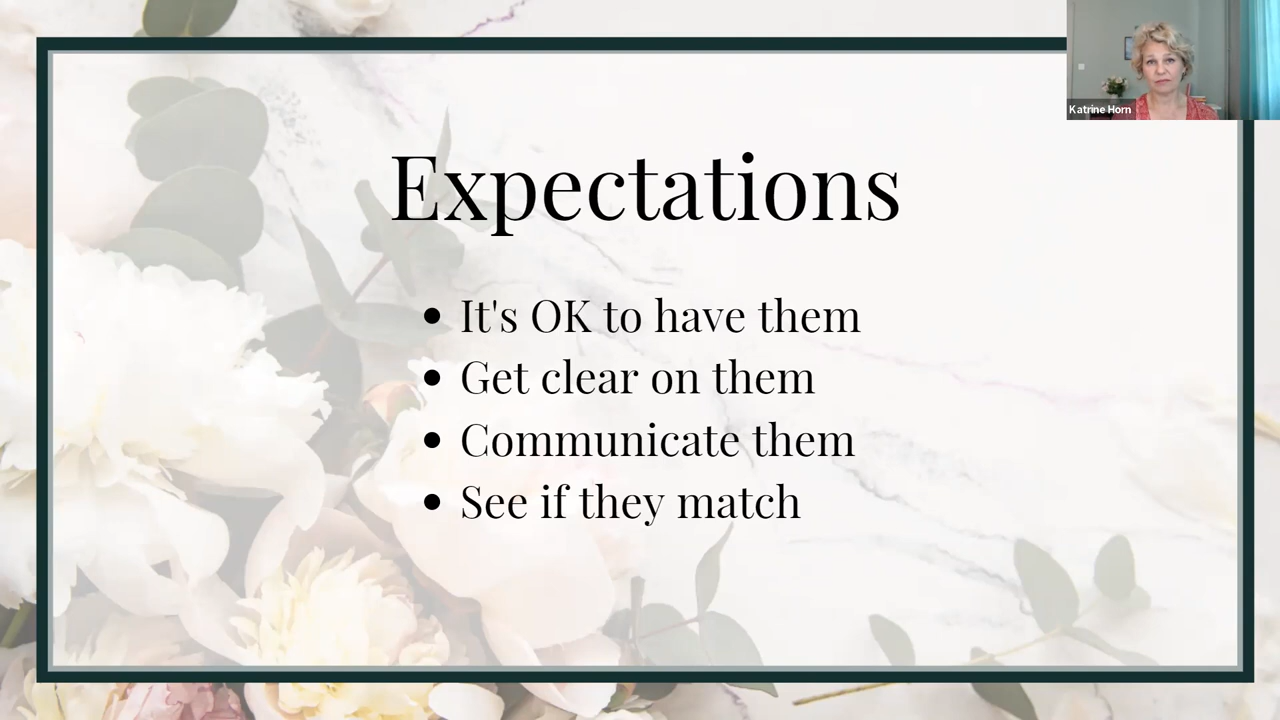 Katrine Horn
Expectations
• It's OK to have them
• Get clear on them
• Communicate them
• See if they match